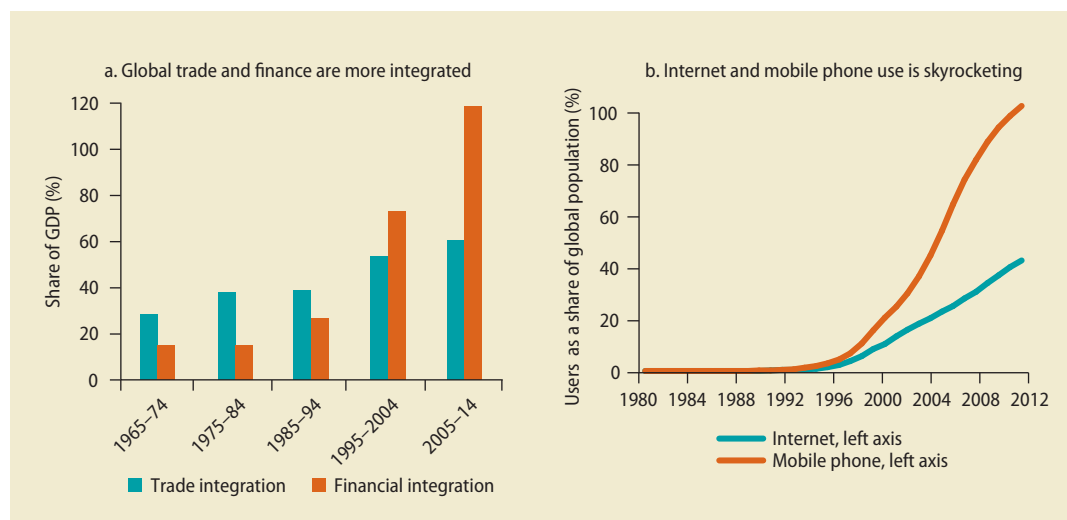 a. Global trade and finance are more integrated
Share of GDP (%)
120
100
80
60
40
20
0
1965–74
1975–84
1985–94
1995–2004
2005–14
Trade integration
Financial integration
b. Internet and mobile phone use is skyrocketing
Users as a share of global population (%)
100
80
60
40
20
0
1980 1984 1988 1992 1996 2000 2004 2008 2012
Internet, left axis
Mobile phone, left axis